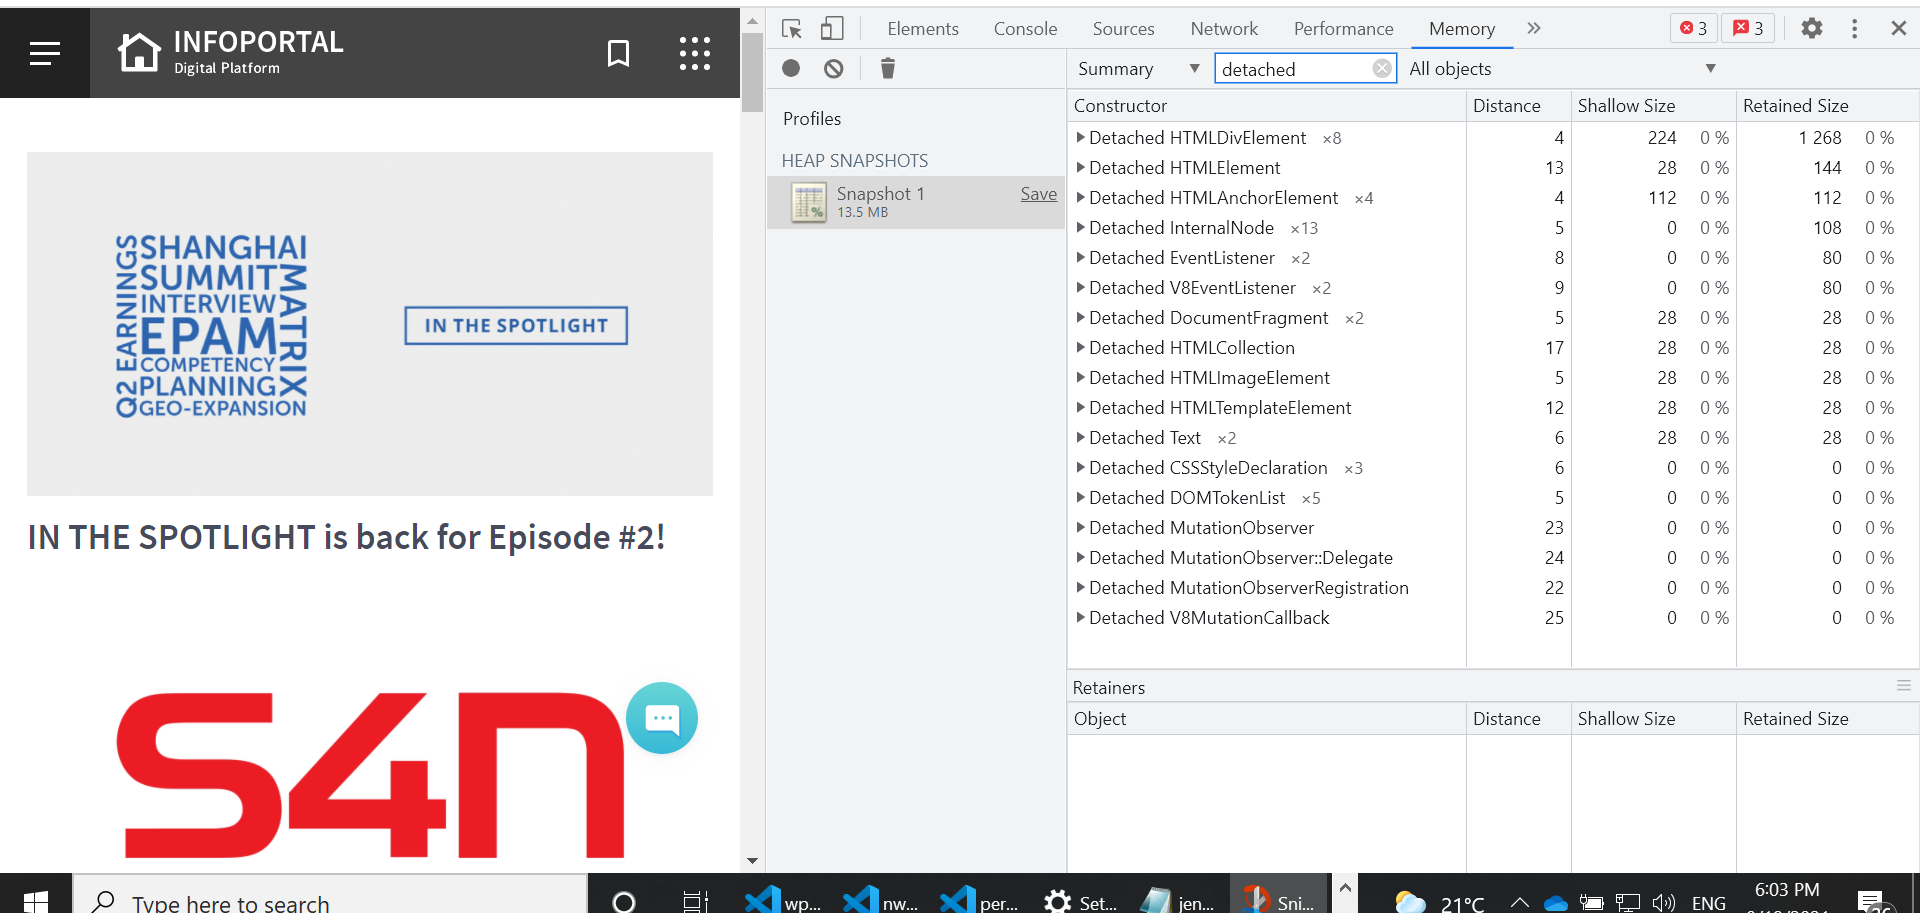 INFOPORTAL
Digital Platform
Q2 EARNINGS
SHANGHAI
SUMMIT
INTERVIEW
EPAM
COMPETENCY
PLANNING
GEO-EXPANSION
MATRIX
IN THE SPOTLIGHT
IN THE SPOTLIGHT is back for Episode #2!
S4N
Elements Console Sources Network Performance Memory 3 3
Summary detached All objects
Profiles
HEAP SNAPSHOTS
Snapshot 1 Save
13.5 MB
Constructor Distance Shallow Size Retained Size
Detached HTMLDivElement ×8 4 224 0 % 1 268 0 %
Detached HTMLElement 13 28 0 % 144 0 %
Detached HTMLAnchorElement ×4 4 112 0 % 112 0 %
Detached InternalNode ×13 5 0 0 % 108 0 %
Detached EventListener ×2 8 0 0 % 80 0 %
Detached V8EventListener ×2 9 0 0 % 80 0 %
Detached DocumentFragment ×2 5 28 0 % 28 0 %
Detached HTMLCollection 17 28 0 % 28 0 %
Detached HTMLImageElement 5 28 0 % 28 0 %
Detached HTMLTemplateElement 12 28 0 % 28 0 %
Detached Text ×2 6 28 0 % 28 0 %
Detached CSSStyleDeclaration ×3 6 0 0 % 0 0 %
Detached DOMTokenList ×5 5 0 0 % 0 0 %
Detached MutationObserver 23 0 0 % 0 0 %
Detached MutationObserver::Delegate 24 0 0 % 0 0 %
Detached MutationObserverRegistration 22 0 0 % 0 0 %
Detached V8MutationCallback 25 0 0 % 0 0 %
Retainers
Object Distance Shallow Size Retained Size
Type here to search wp... nw... per... Set... jen... Sni... 21°C ENG 6:03 PM